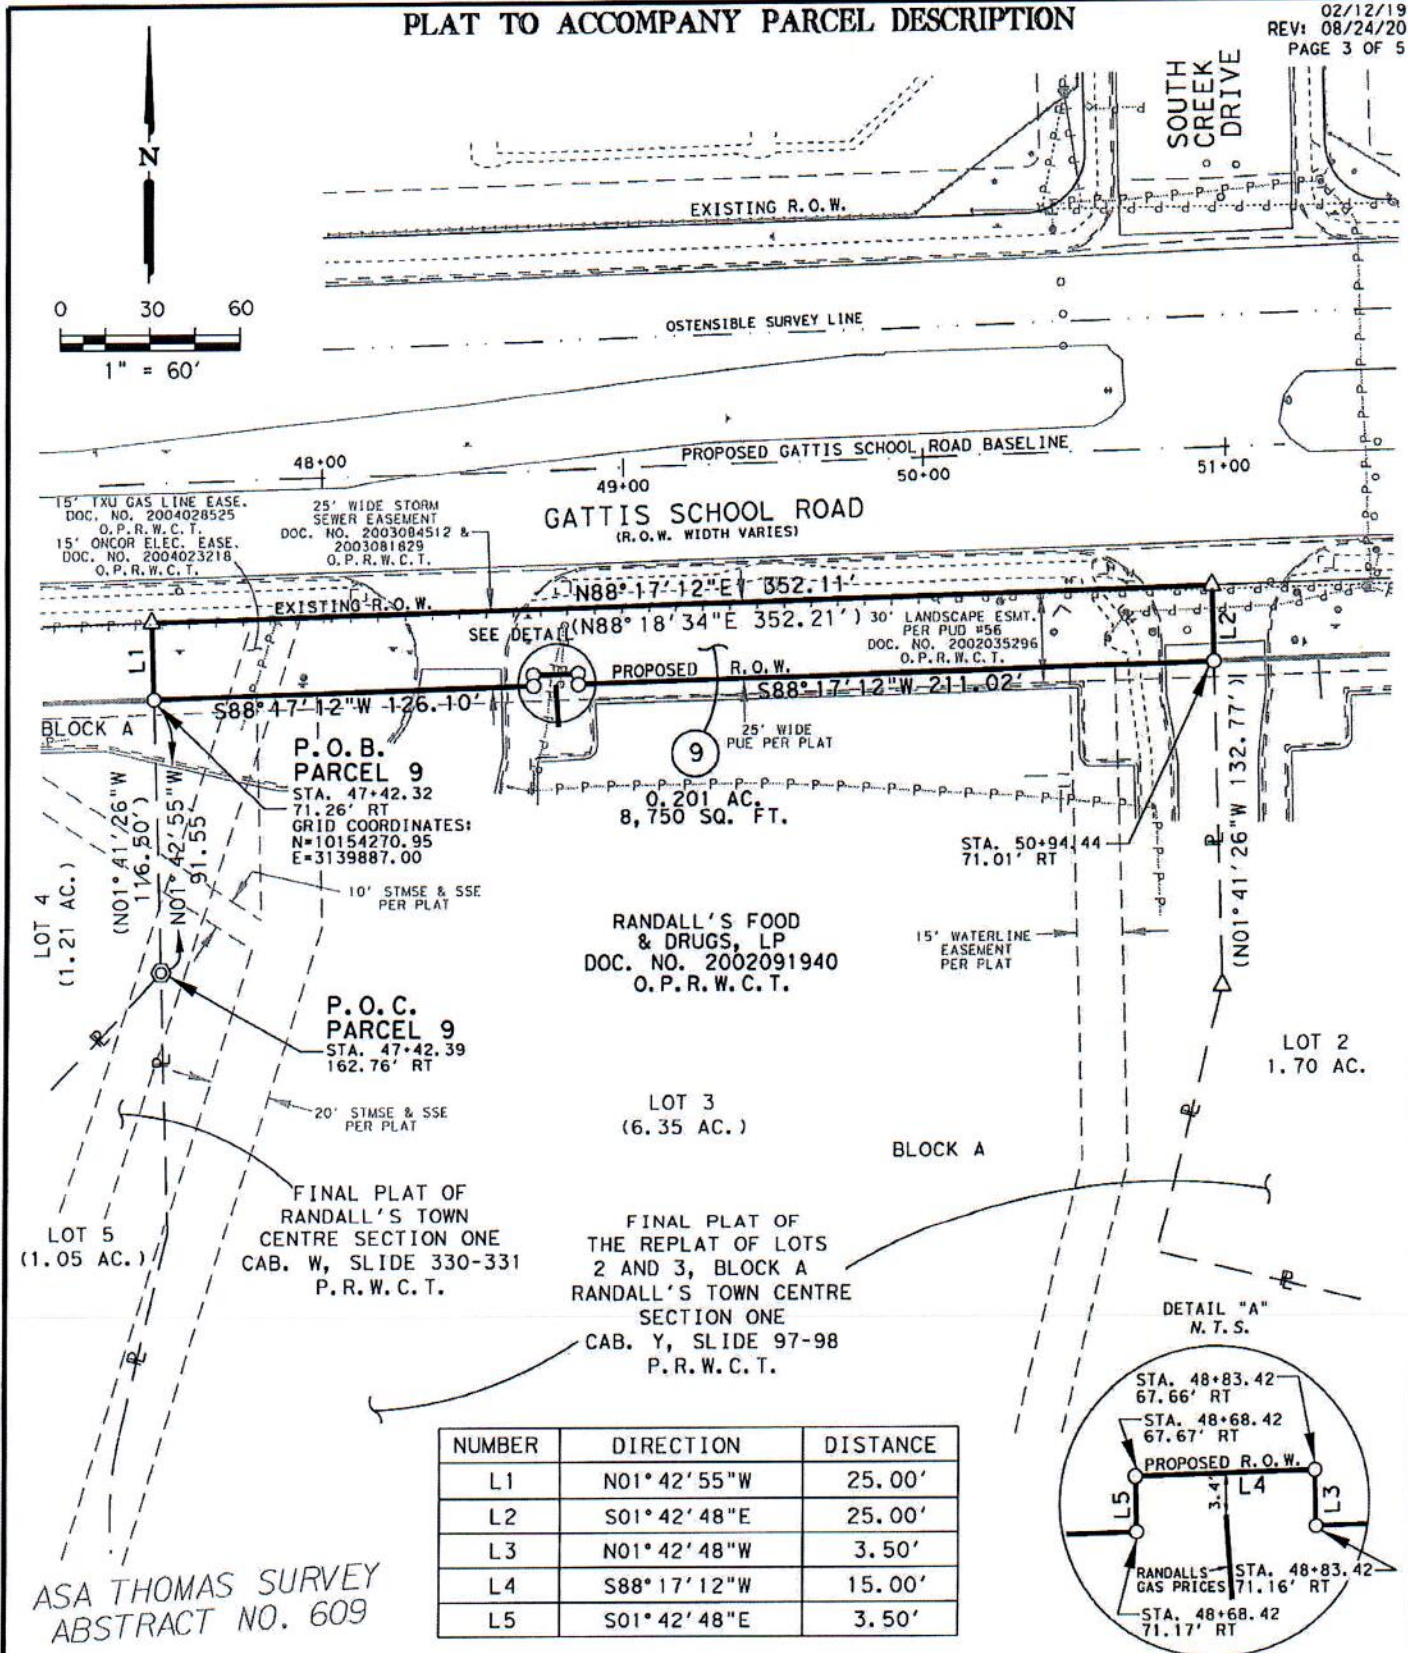 PLAT TO ACCOMPANY PARCEL DESCRIPTION
02/12/19
REV: 08/24/20
PAGE 3 OF 5
SOUTH
CREEK
DRIVE
N
EXISTING R.O.W.
0 30 60
1" = 60'
OSTENSIBLE SURVEY LINE
PROPOSED GATTIS SCHOOL ROAD BASELINE
48+00
49+00
50+00
51+00
GATTIS SCHOOL ROAD
(R.O.W. WIDTH VARIES)
15' TXU GAS LINE EASE.
DOC. NO. 2004028525
O.P.R.W.C.T.
15' ONCOR ELEC. EASE.
DOC. NO. 2004023218
O.P.R.W.C.T.
25' WIDE STORM
SEWER EASEMENT
DOC. NO. 2003084512 &
2003081829
O.P.R.W.C.T.
EXISTING R.O.W.
N88°17'12"E 352.11'
(N88°18'34"E 352.21')
SEE DETAIL
30' LANDSCAPE ESMT.
PER PUD #56
DOC. NO. 2002035296
O.P.R.W.C.T.
L1
L2
PROPOSED R.O.W.
S88°17'12"W 126.10'
S88°17'12"W 211.02'
BLOCK A
25' WIDE
PUE PER PLAT
9
0.201 AC.
8,750 SQ. FT.
P.O.B.
PARCEL 9
STA. 47+42.32
71.26' RT
GRID COORDINATES:
N=10154270.95
E=3139887.00
(N01°41'26"W
116.50')
N01°42'55"W
91.55'
STA. 50+94.44
71.01' RT
(N01°41'26"W 132.77')
LOT 4
(1.21 AC.)
10' STMSE & SSE
PER PLAT
RANDALL'S FOOD
& DRUGS, LP
DOC. NO. 2002091940
O.P.R.W.C.T.
15' WATERLINE
EASEMENT
PER PLAT
P.O.C.
PARCEL 9
STA. 47+42.39
162.76' RT
LOT 2
1.70 AC.
20' STMSE & SSE
PER PLAT
LOT 3
(6.35 AC.)
BLOCK A
FINAL PLAT OF
RANDALL'S TOWN
CENTRE SECTION ONE
CAB. W, SLIDE 330-331
P.R.W.C.T.
LOT 5
(1.05 AC.)
FINAL PLAT OF
THE REPLAT OF LOTS
2 AND 3, BLOCK A
RANDALL'S TOWN CENTRE
SECTION ONE
CAB. Y, SLIDE 97-98
P.R.W.C.T.
DETAIL "A"
N.T.S.
STA. 48+83.42
67.66' RT
STA. 48+68.42
67.67' RT
PROPOSED R.O.W.
L5
3.4'
L4
L3
RANDALLS
GAS PRICES
STA. 48+83.42
71.16' RT
STA. 48+68.42
71.17' RT
NUMBER DIRECTION DISTANCE
L1 N01°42'55"W 25.00'
L2 S01°42'48"E 25.00'
L3 N01°42'48"W 3.50'
L4 S88°17'12"W 15.00'
L5 S01°42'48"E 3.50'
ASA THOMAS SURVEY
ABSTRACT NO. 609